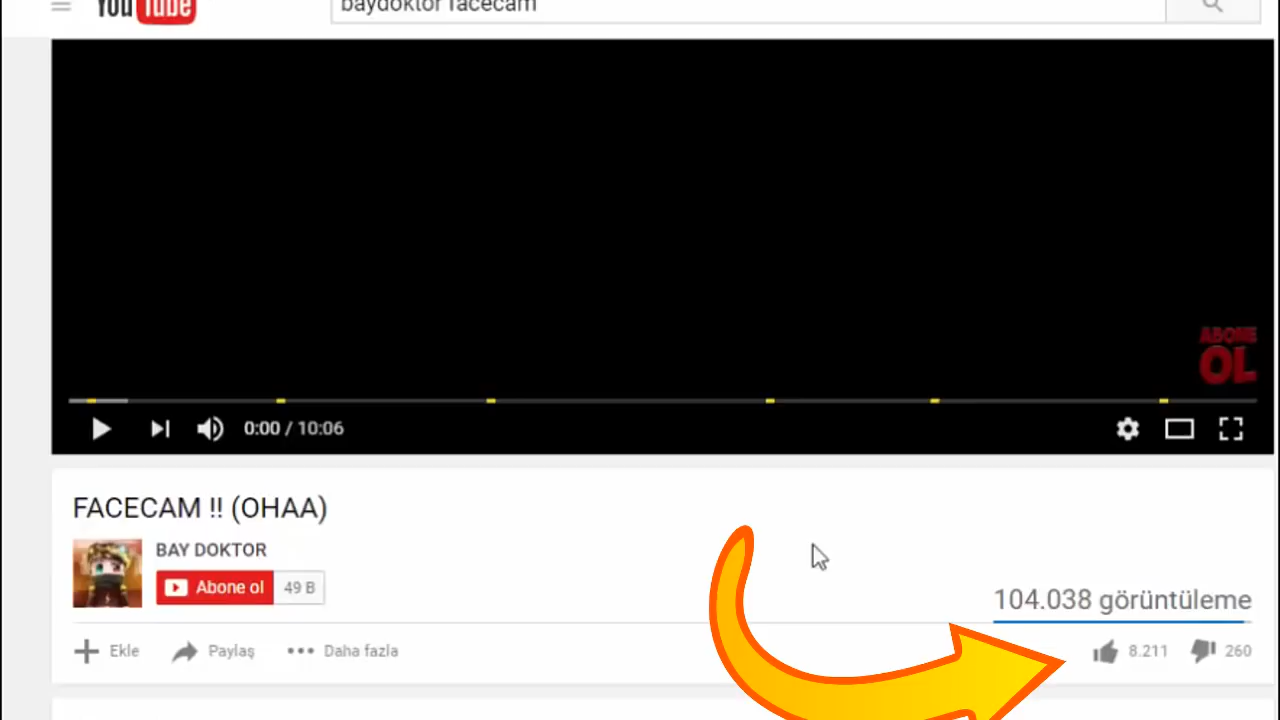 YouTube
baydoktor facecam
ABONE
OL
0:00 / 10:06
FACECAM !! (OHAA)
BAY DOKTOR
Abone ol 49 B
104.038 görüntüleme
Ekle Paylaş Daha fazla 8.211 260